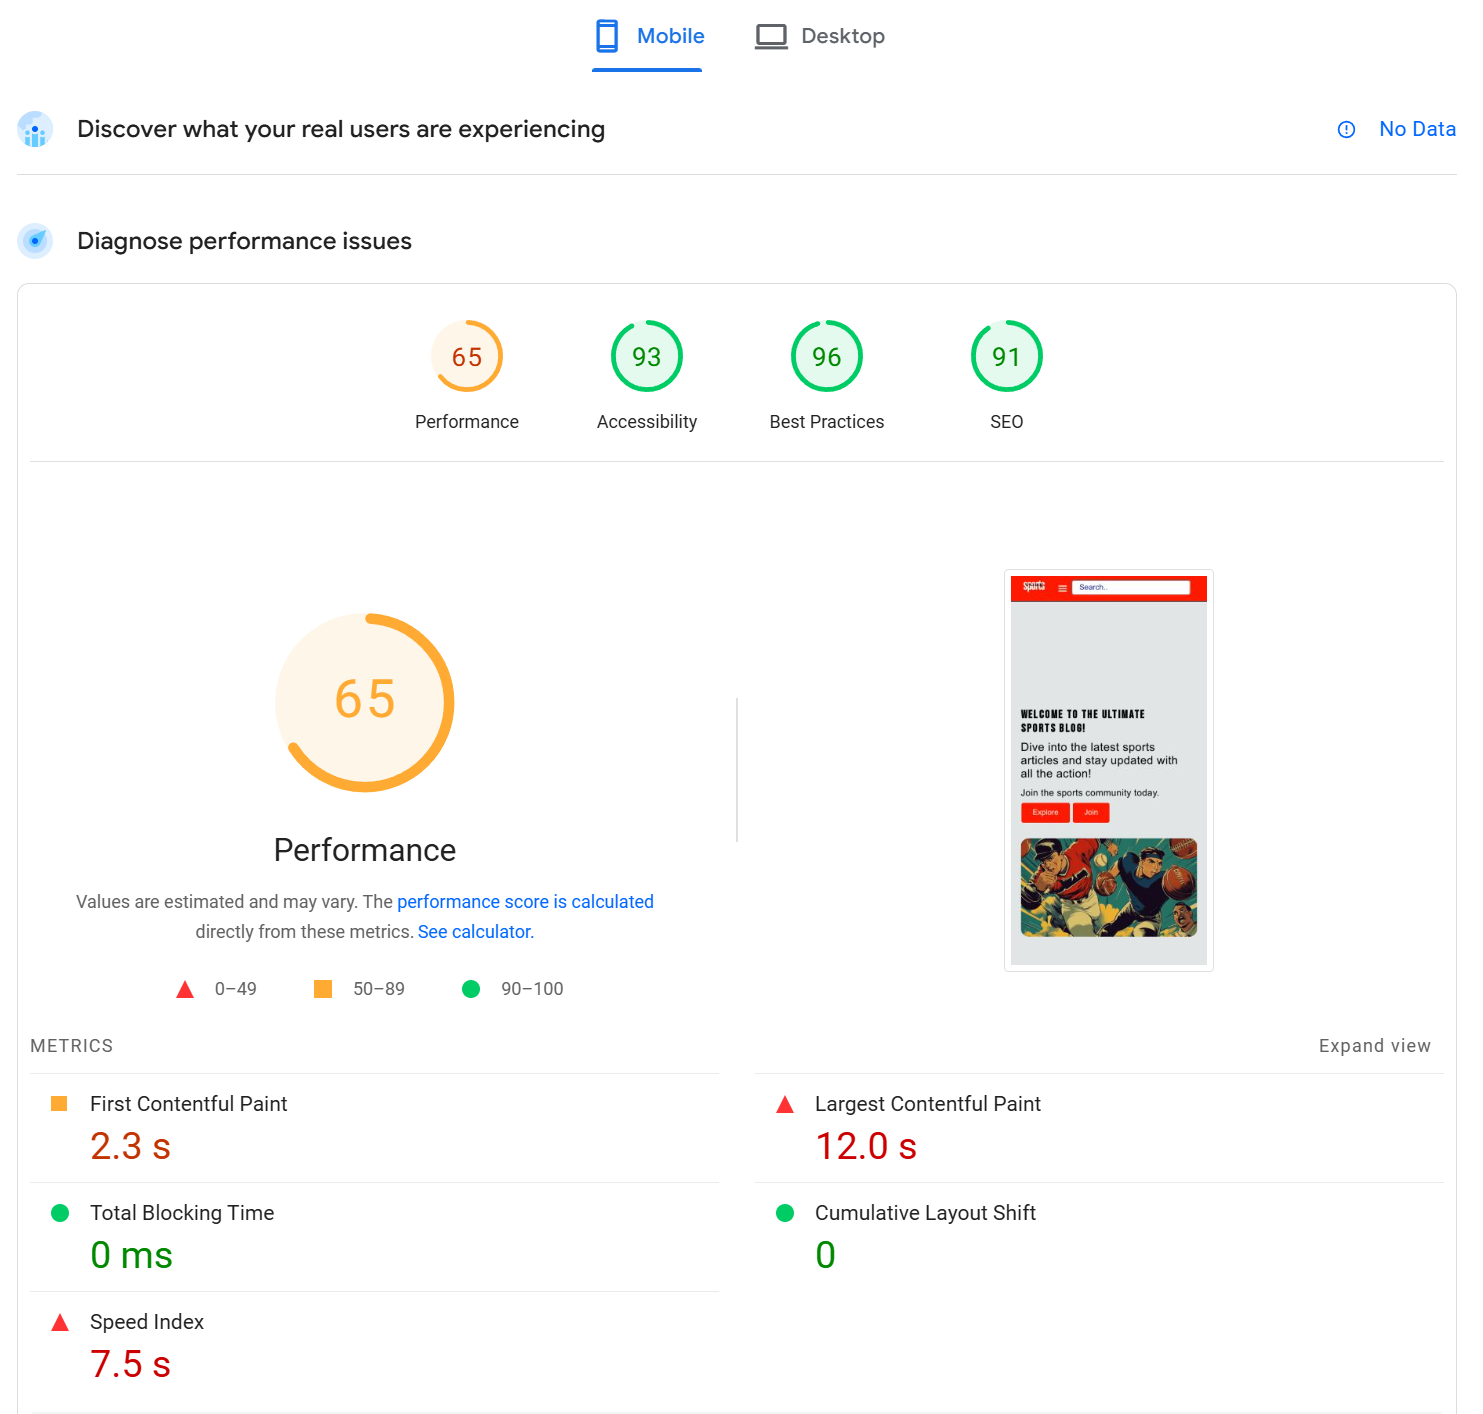 Mobile
Desktop
Discover what your real users are experiencing
No Data
Diagnose performance issues
65
93
96
91
Performance
Accessibility
Best Practices
SEO
sports
Search..
WELCOME TO THE ULTIMATE
SPORTS BLOG!
Dive into the latest sports
articles and stay updated with
all the action!
Join the sports community today.
Explore
Join
65
Performance
Values are estimated and may vary. The performance score is calculated
directly from these metrics. See calculator.
0–49
50–89
90–100
METRICS
Expand view
First Contentful Paint
2.3 s
Largest Contentful Paint
12.0 s
Total Blocking Time
0 ms
Cumulative Layout Shift
0
Speed Index
7.5 s